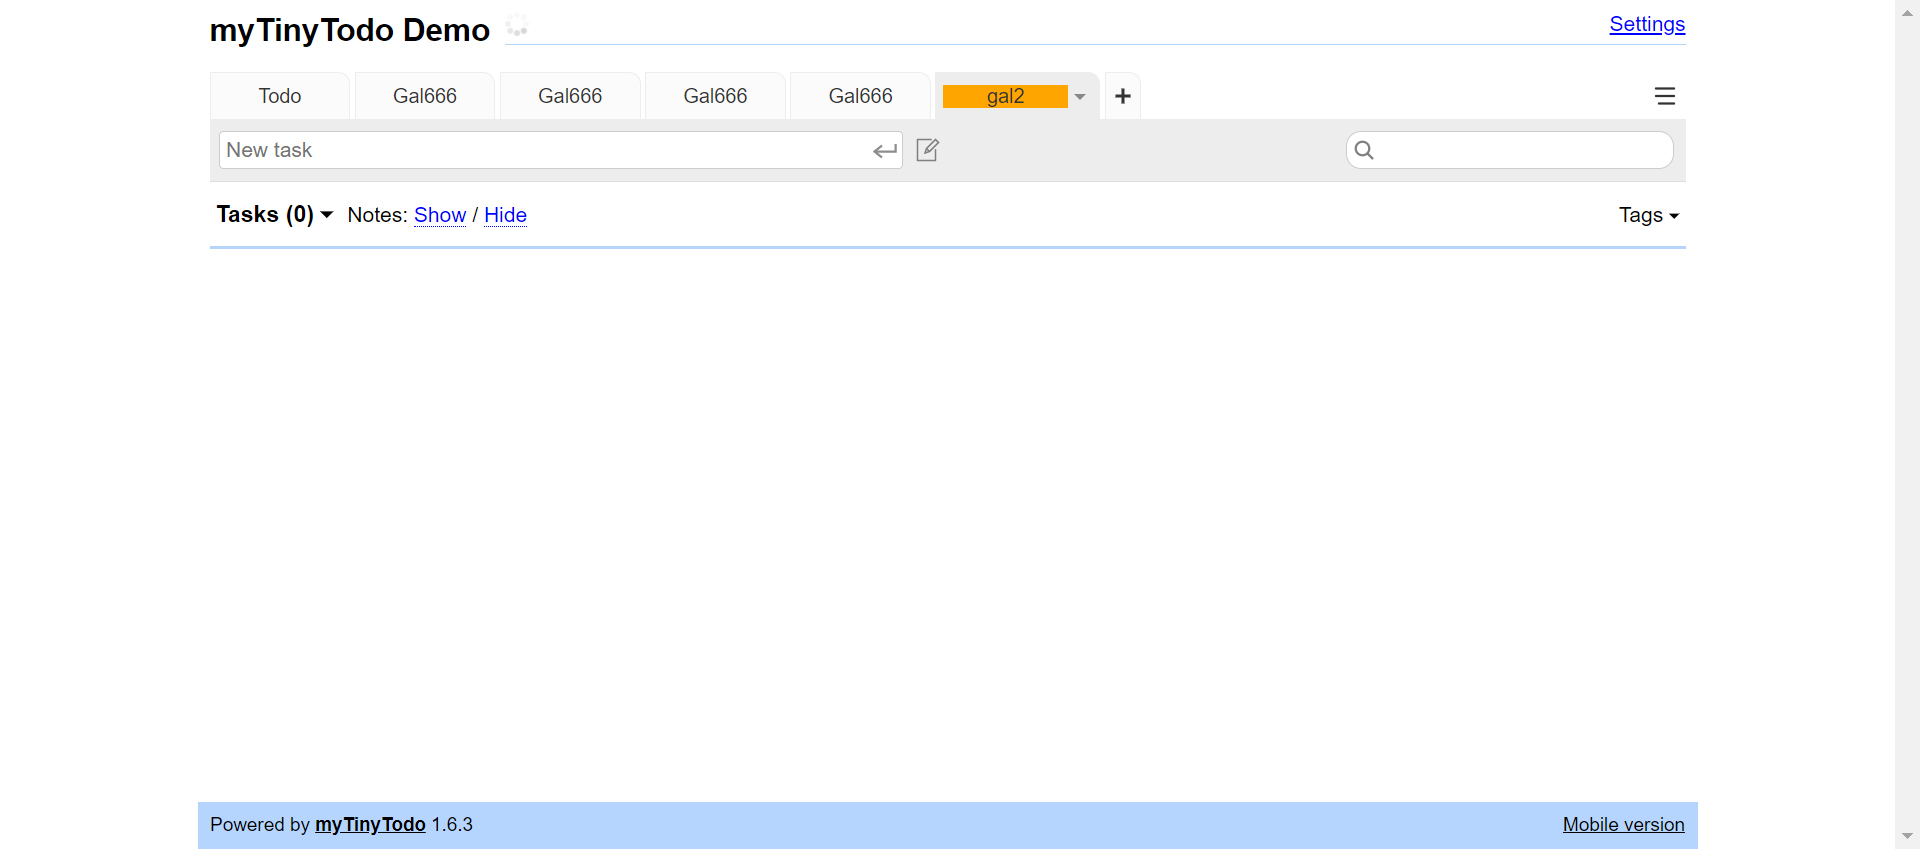 myTinyTodo Demo
Settings
Todo Gal666 Gal666 Gal666 Gal666 gal2 +
New task
Tasks (0) Notes: Show / Hide
Tags
Powered by myTinyTodo 1.6.3
Mobile version